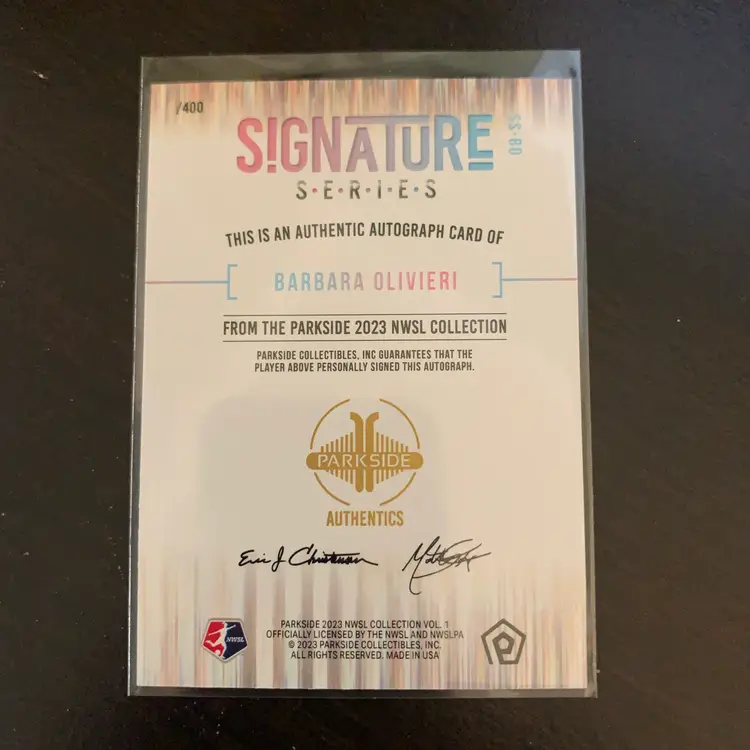 /400
SIGNATURE
SERIES
08-SS
THIS IS AN AUTHENTIC AUTOGRAPH CARD OF
BARBARA OLIVIERI
FROM THE PARKSIDE 2023 NWSL COLLECTION
PARKSIDE COLLECTIBLES, INC GUARANTEES THAT THE
PLAYER ABOVE PERSONALLY SIGNED THIS AUTOGRAPH.
PARKSIDE
AUTHENTICS
Eric J Christensen
NWSL
PARKSIDE 2023 NWSL COLLECTION VOL. 1
OFFICIALLY LICENSED BY THE NWSL AND NWSLPA
© 2023 PARKSIDE COLLECTIBLES, INC.
ALL RIGHTS RESERVED. MADE IN USA